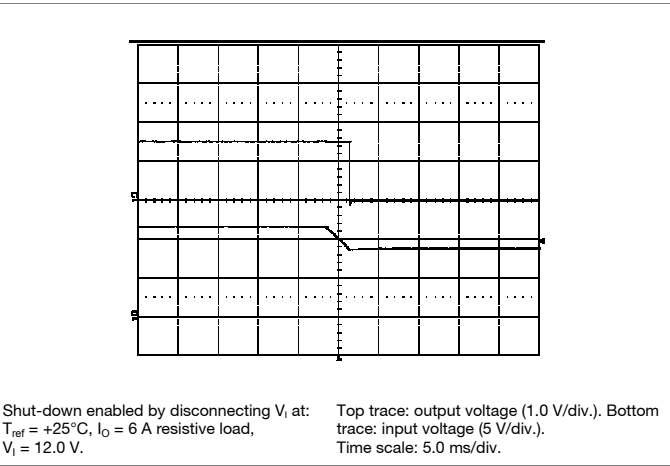 Shut-down enabled by disconnecting VI at:
Tref = +25°C, IO = 6 A resistive load,
VI = 12.0 V.
Top trace: output voltage (1.0 V/div.). Bottom
trace: input voltage (5 V/div.).
Time scale: 5.0 ms/div.